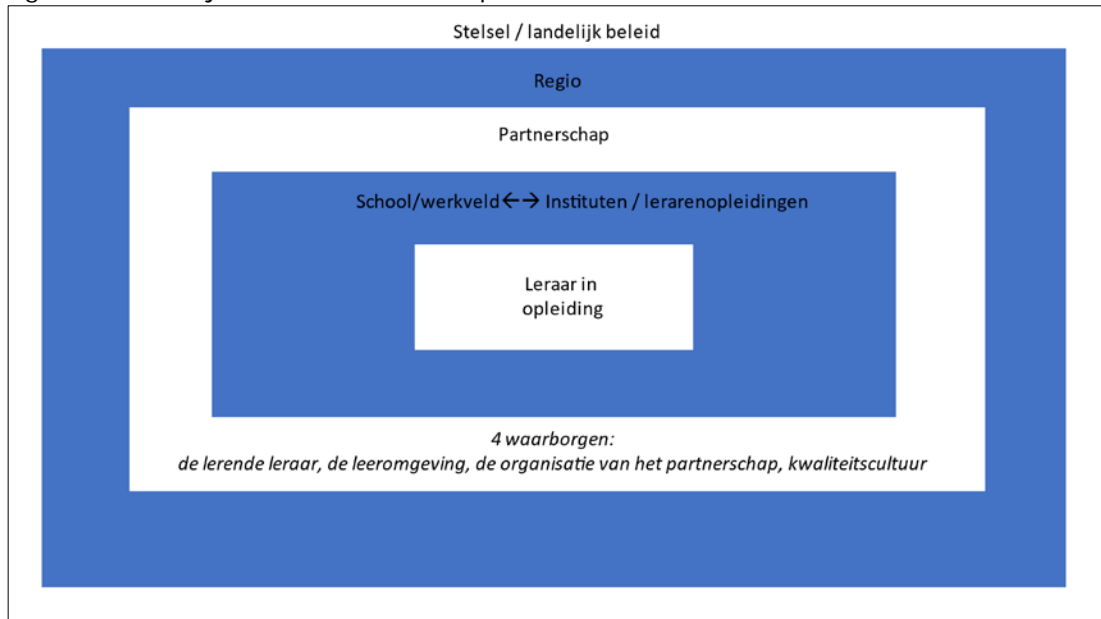 Stelsel / landelijk beleid
Regio
Partnerschap
School/werkveld←→ Instituten / lerarenopleidingen
Leraar in
opleiding
4 waarborgen:
de lerende leraar, de leeromgeving, de organisatie van het partnerschap, kwaliteitscultuur